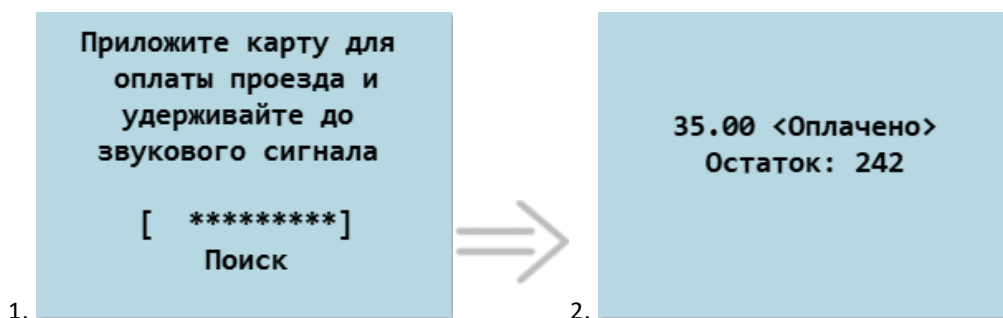 Приложите карту для
оплаты проезда и
удерживайте до
звукового сигнала
[ *********]
Поиск
1.
35.00 <Оплачено>
Остаток: 242
2.